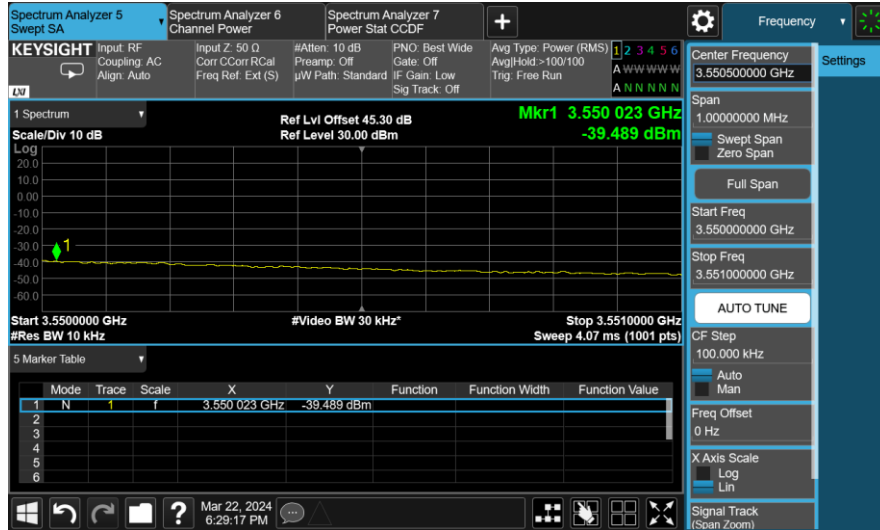 Spectrum Analyzer 5
Swept SA
Spectrum Analyzer 6
Channel Power
Spectrum Analyzer 7
Power Stat CCDF
Frequency
KEYSIGHT
LXI
Input: RF
Coupling: AC
Align: Auto
Input Z: 50 Ω
Corr CCorr RCal
Freq Ref: Ext (S)
#Atten: 10 dB
Preamp: Off
µW Path: Standard
PNO: Best Wide
Gate: Off
IF Gain: Low
Sig Track: Off
Avg Type: Power (RMS)
Avg|Hold:>100/100
Trig: Free Run
1 2 3 4 5 6
A W W W W W
A N N N N N
1 Spectrum
Scale/Div 10 dB
Ref Lvl Offset 45.30 dB
Ref Level 30.00 dBm
Mkr1 3.550 023 GHz
-39.489 dBm
Log
20.0
10.0
0.00
-10.0
-20.0
-30.0
-40.0
-50.0
-60.0
1
Start 3.5500000 GHz
#Res BW 10 kHz
#Video BW 30 kHz*
Stop 3.5510000 GHz
Sweep 4.07 ms (1001 pts)
5 Marker Table
Mode Trace Scale X Y Function Function Width Function Value
1 N 1 f 3.550 023 GHz -39.489 dBm
2
3
4
5
6
Mar 22, 2024
6:29:17 PM
Center Frequency
3.550500000 GHz
Settings
Span
1.00000000 MHz
Swept Span
Zero Span
Full Span
Start Freq
3.550000000 GHz
Stop Freq
3.551000000 GHz
AUTO TUNE
CF Step
100.000 kHz
Auto
Man
Freq Offset
0 Hz
X Axis Scale
Log
Lin
Signal Track
(Span Zoom)